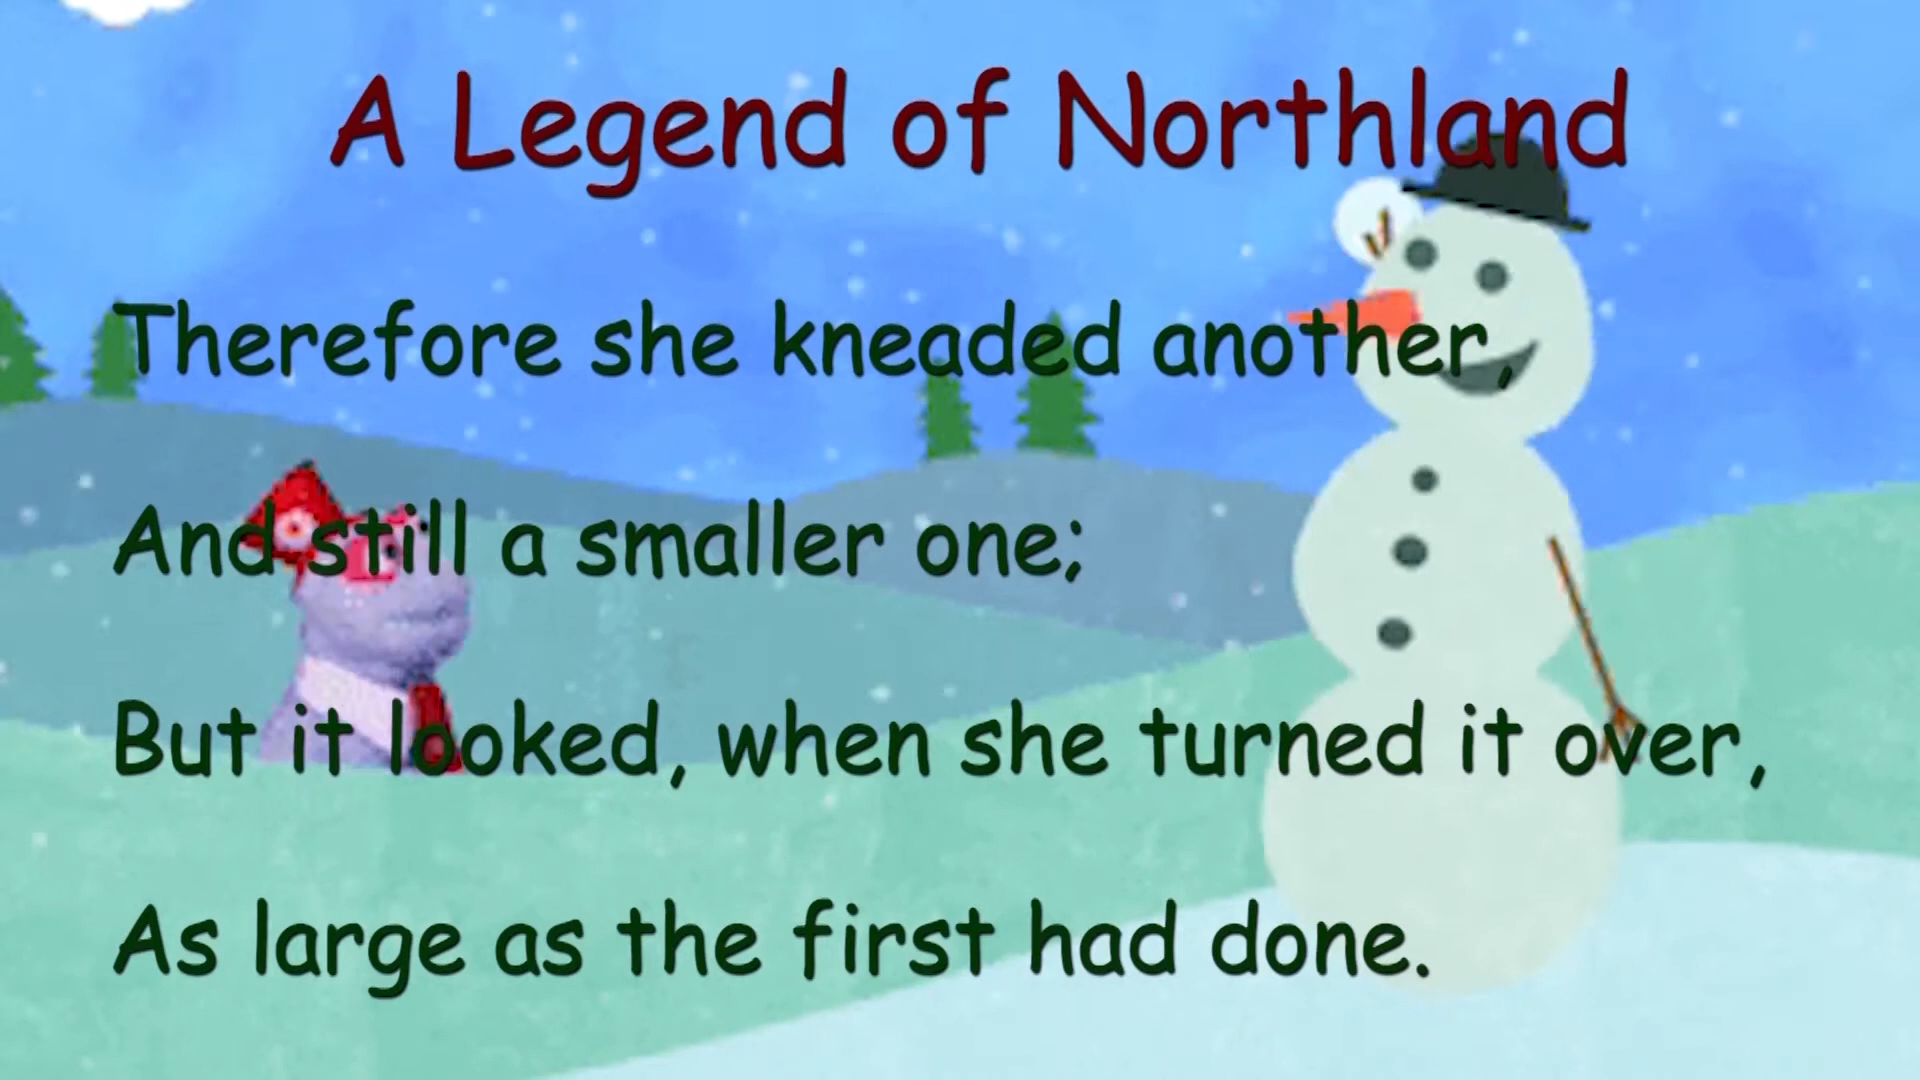 A Legend of Northland
Therefore she kneaded another,
And still a smaller one;
But it looked, when she turned it over,
As large as the first had done.